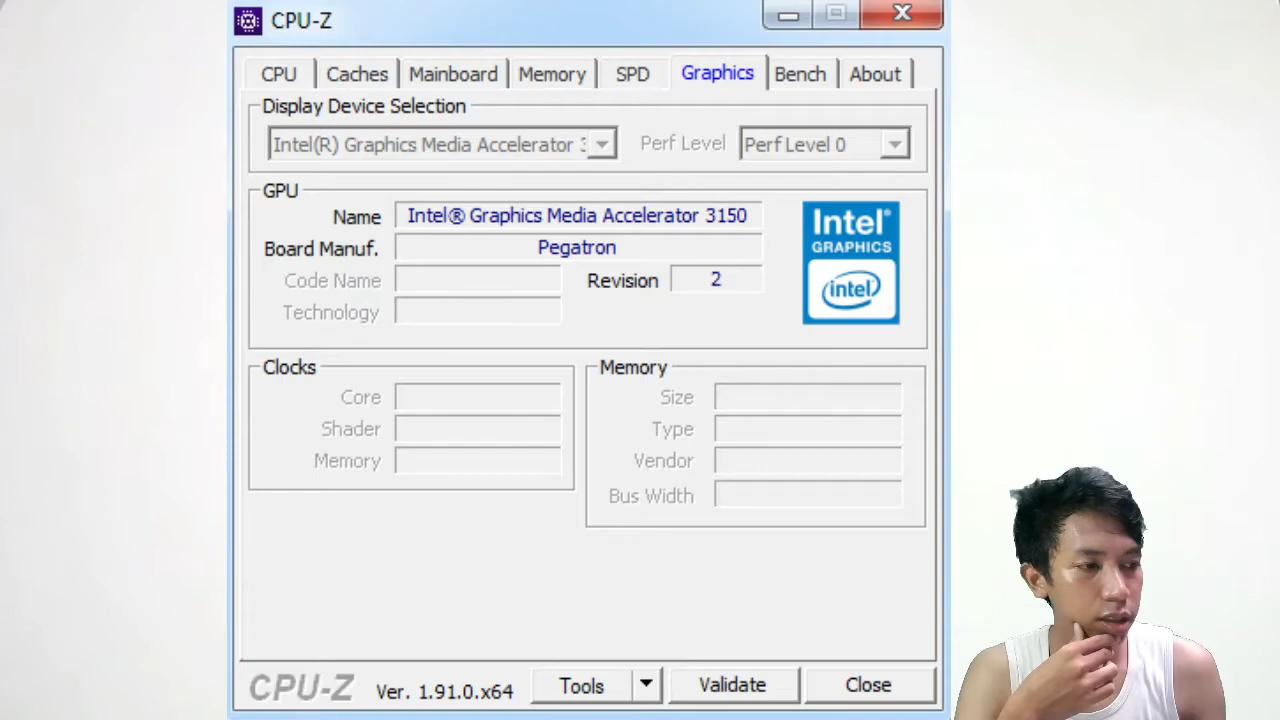 CPU-Z
CPU Caches Mainboard Memory SPD Graphics Bench About
Display Device Selection
Intel(R) Graphics Media Accelerator Perf Level Perf Level 0
GPU
Name Intel® Graphics Media Accelerator 3150
Board Manuf. Pegatron
Code Name Revision 2
Technology
Intel®
GRAPHICS
intel
Clocks
Core
Shader
Memory
Memory
Size
Type
Vendor
Bus Width
CPU-Z Ver. 1.91.0.x64 Tools Validate Close